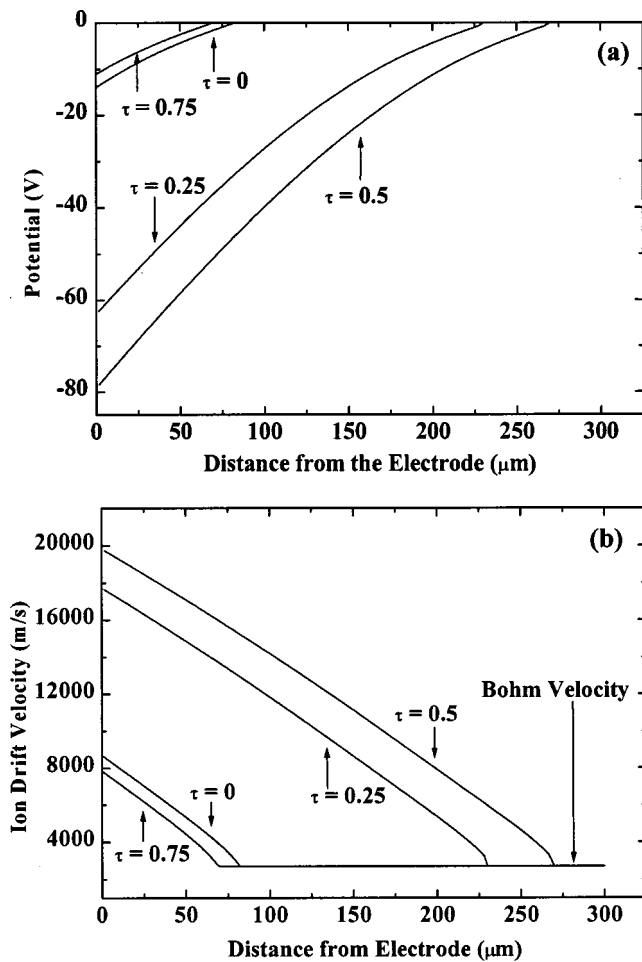 (a)
0
-20
-40
-60
-80
Potential (V)
τ = 0
τ = 0.75
τ = 0.25
τ = 0.5
0 50 100 150 200 250 300
Distance from the Electrode (μm)
(b)
20000
16000
12000
8000
4000
Ion Drift Velocity (m/s)
Bohm Velocity
τ = 0.5
τ = 0.25
τ = 0
τ = 0.75
0 50 100 150 200 250 300
Distance from Electrode (μm)